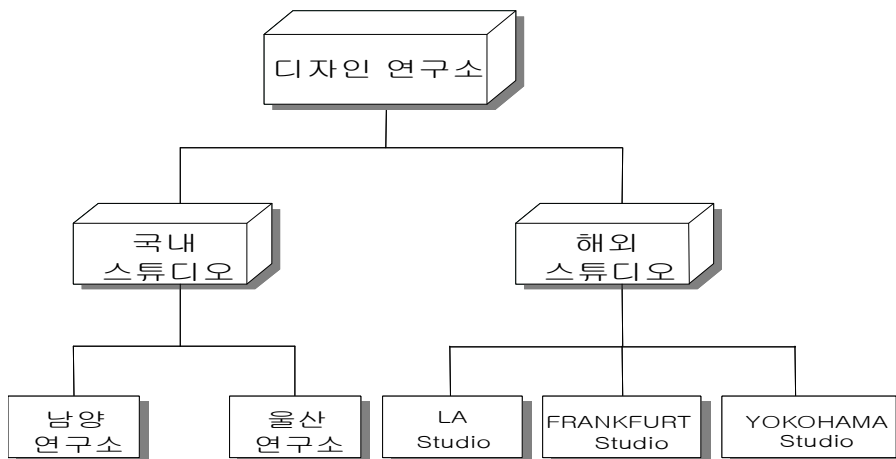 디자인 연구소
국내
스튜디오
해외
스튜디오
남양
연구소
울산
연구소
LA
Studio
FRANKFURT
Studio
YOKOHAMA
Studio